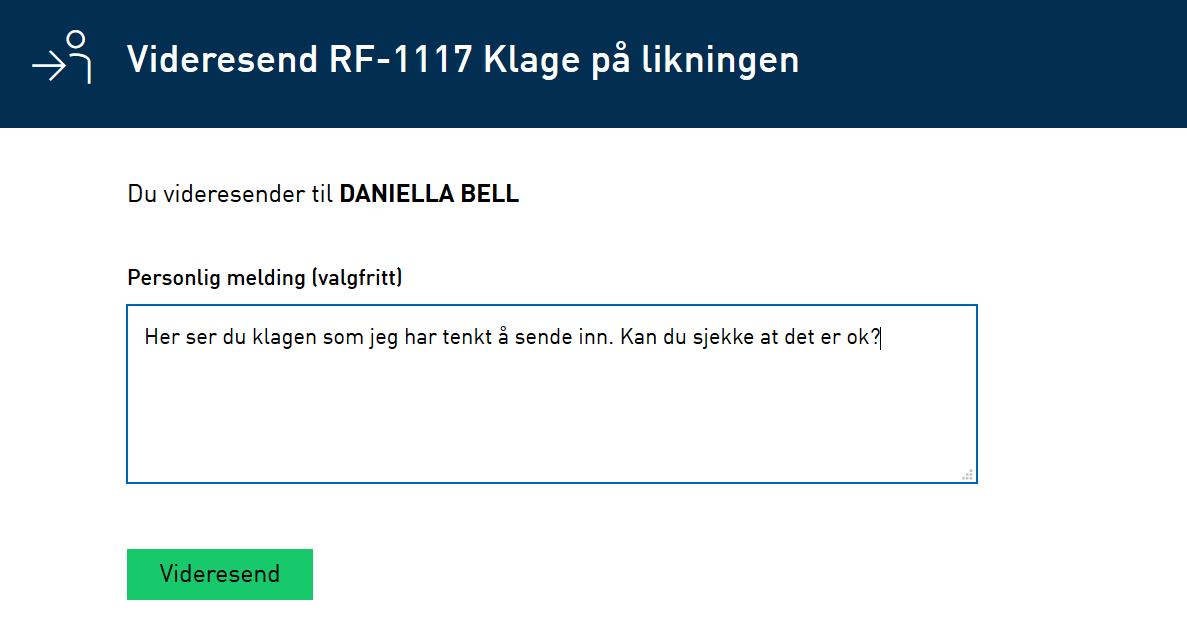 Videresend RF-1117 Klage på likningen
Du videresender til DANIELLA BELL
Personlig melding (valgfritt)
Her ser du klagen som jeg har tenkt å sende inn. Kan du sjekke at det er ok?
Videresend